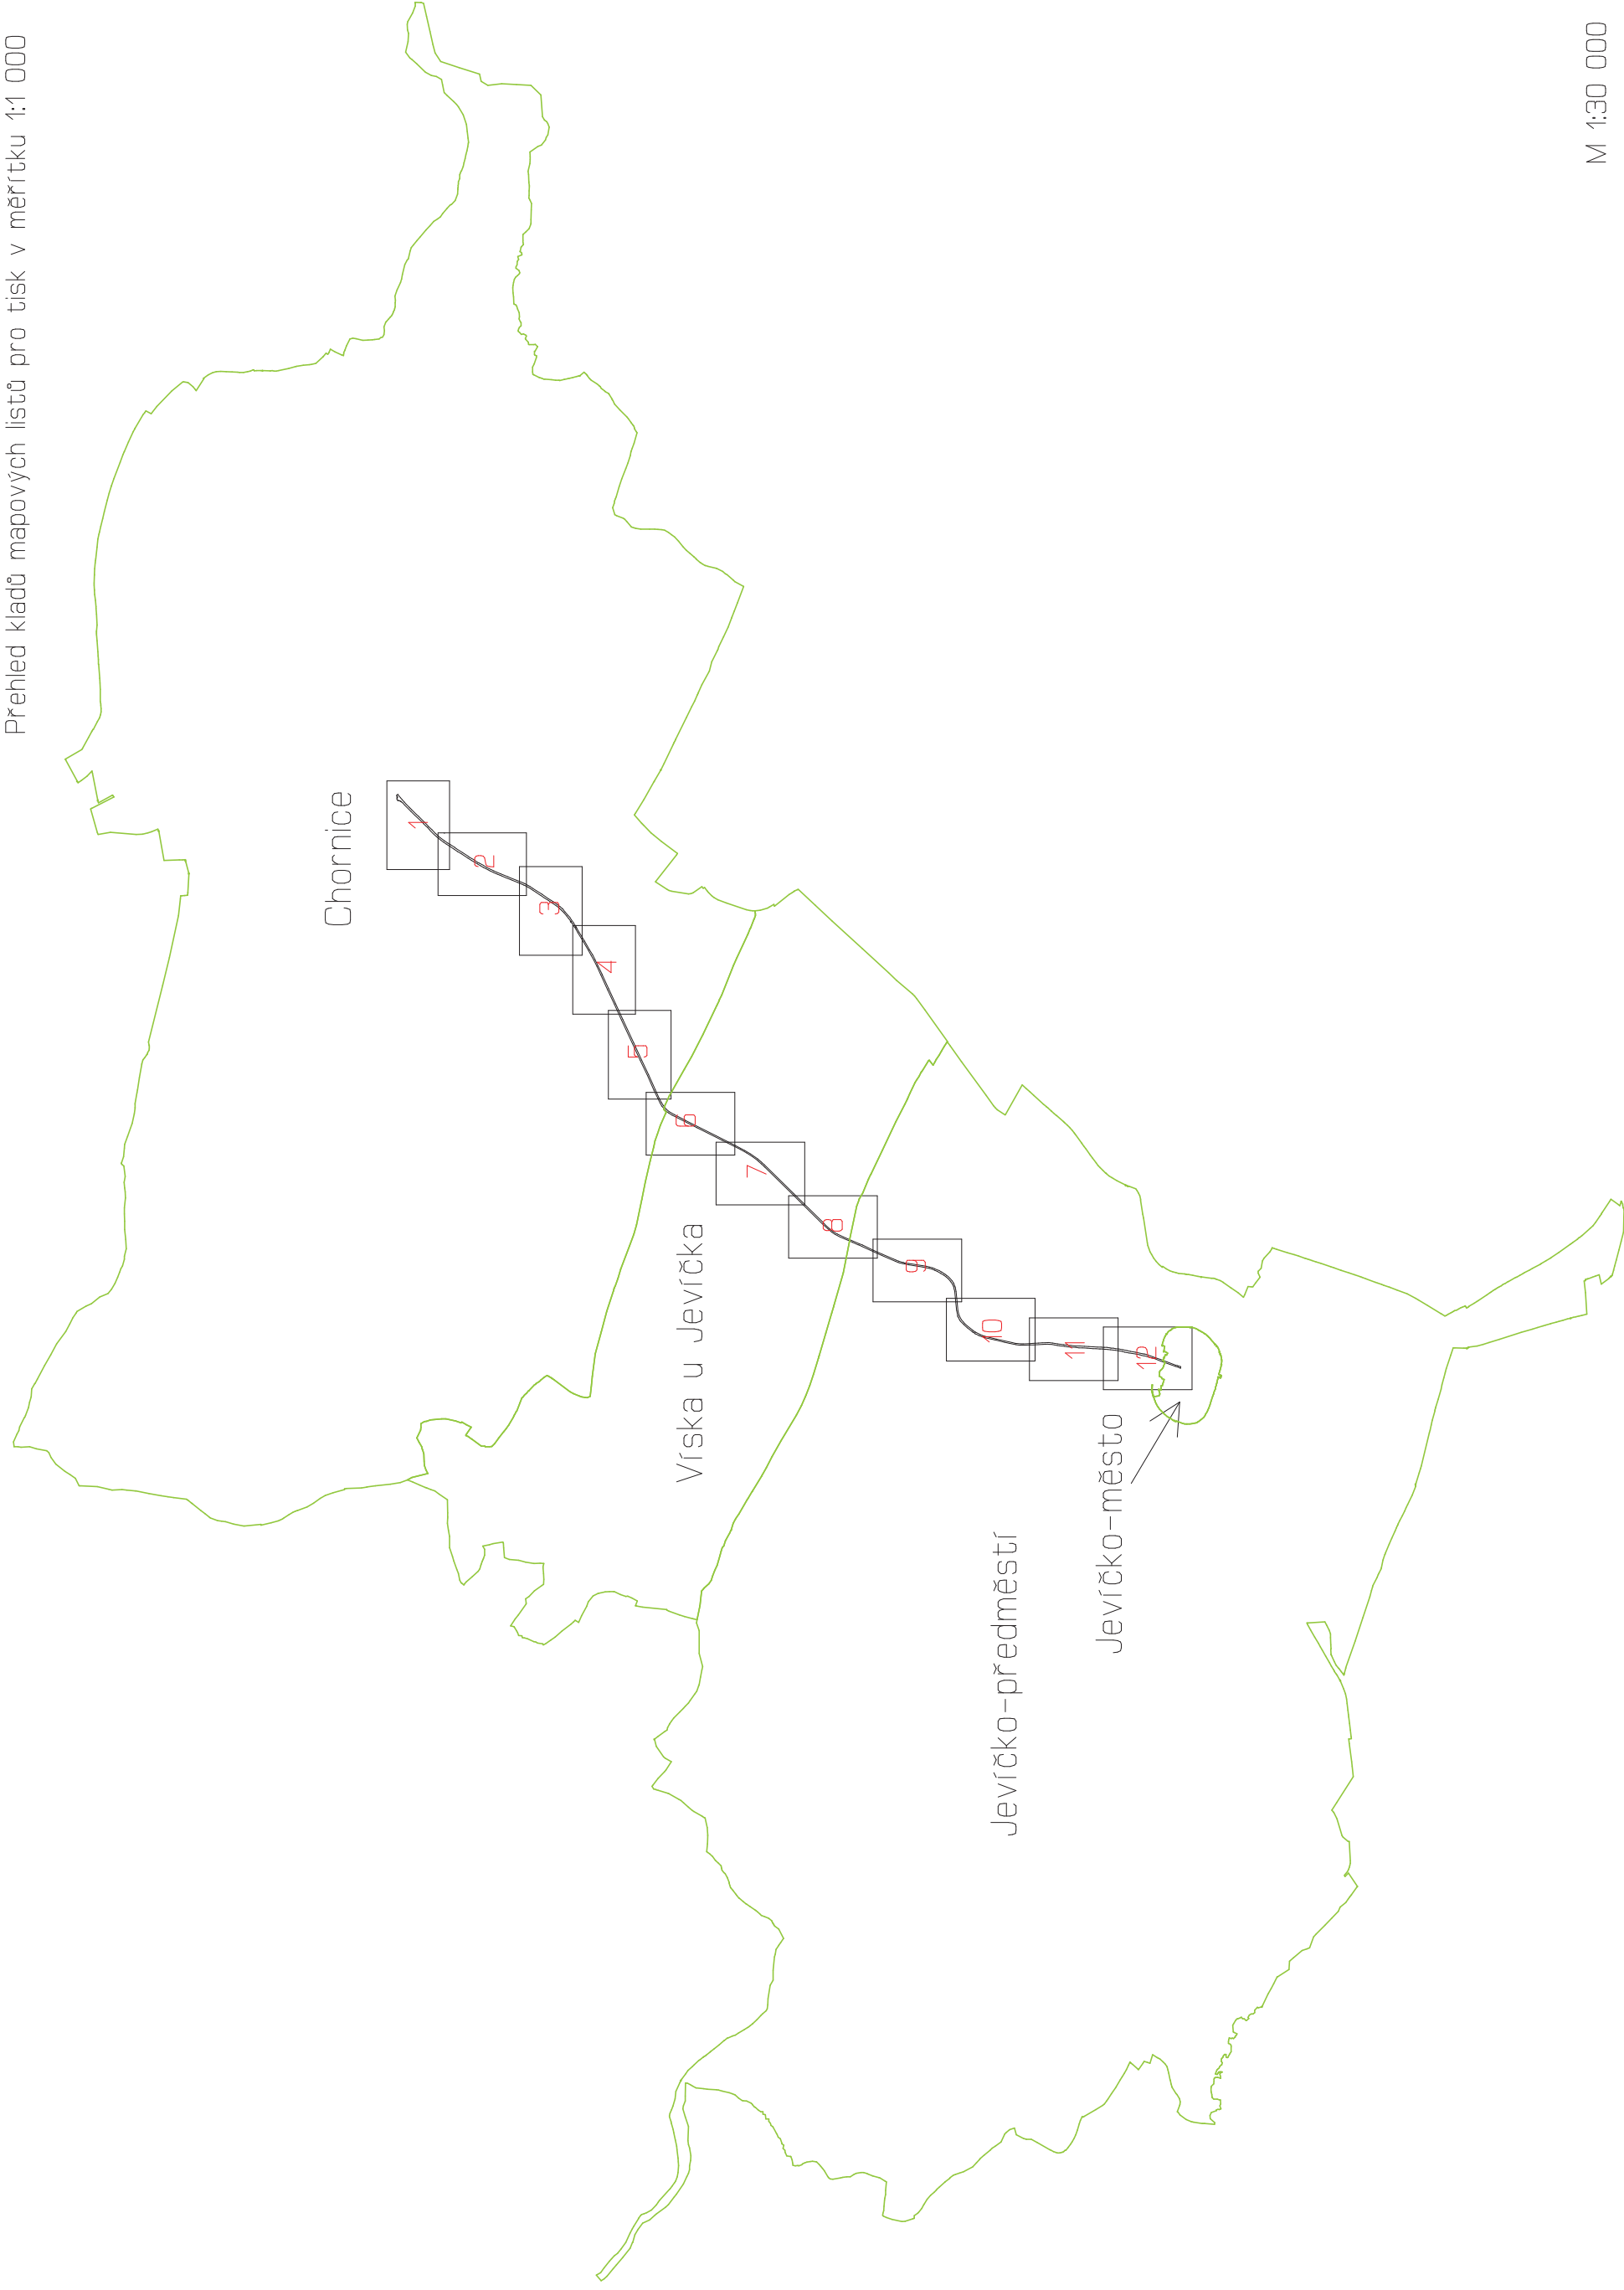 Přehled kladů mapových listů pro tisk v měřítku 1:1 000
Chornice
1
2
3
4
5
6
7
8
9
10
11
12
Víska u Jevíčka
Jevíčko-předměstí
Jevíčko-město
M 1:30 000